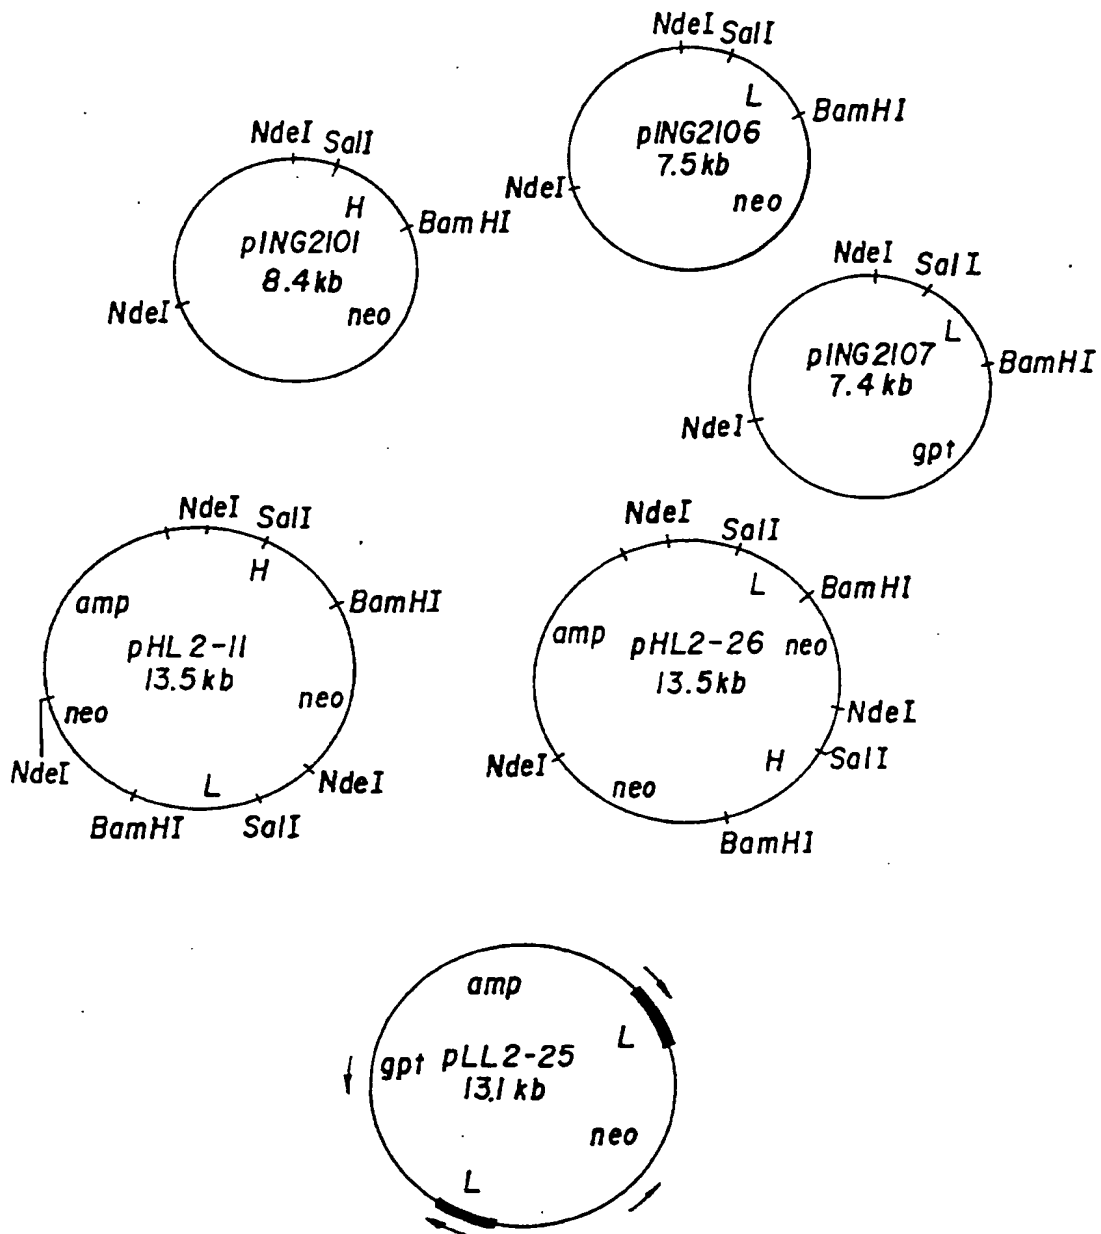 NdeI SalI
L
BamHI
pING2106
7.5kb
NdeI
neo
NdeI SalI
H
BamHI
pING2101
8.4kb
NdeI
neo
NdeI SalI
L
pING2107
BamHI
7.4kb
NdeI
gpt
NdeI SalI
H
amp
BamHI
pHL2-11
13.5kb
neo
neo
NdeI
NdeI
L
BamHI SalI
NdeI SalI
L
BamHI
amp pHL2-26 neo
13.5kb
NdeI
NdeI
H SalI
neo
BamHI
amp
L
gpt pLL2-25
13.1kb
neo
L